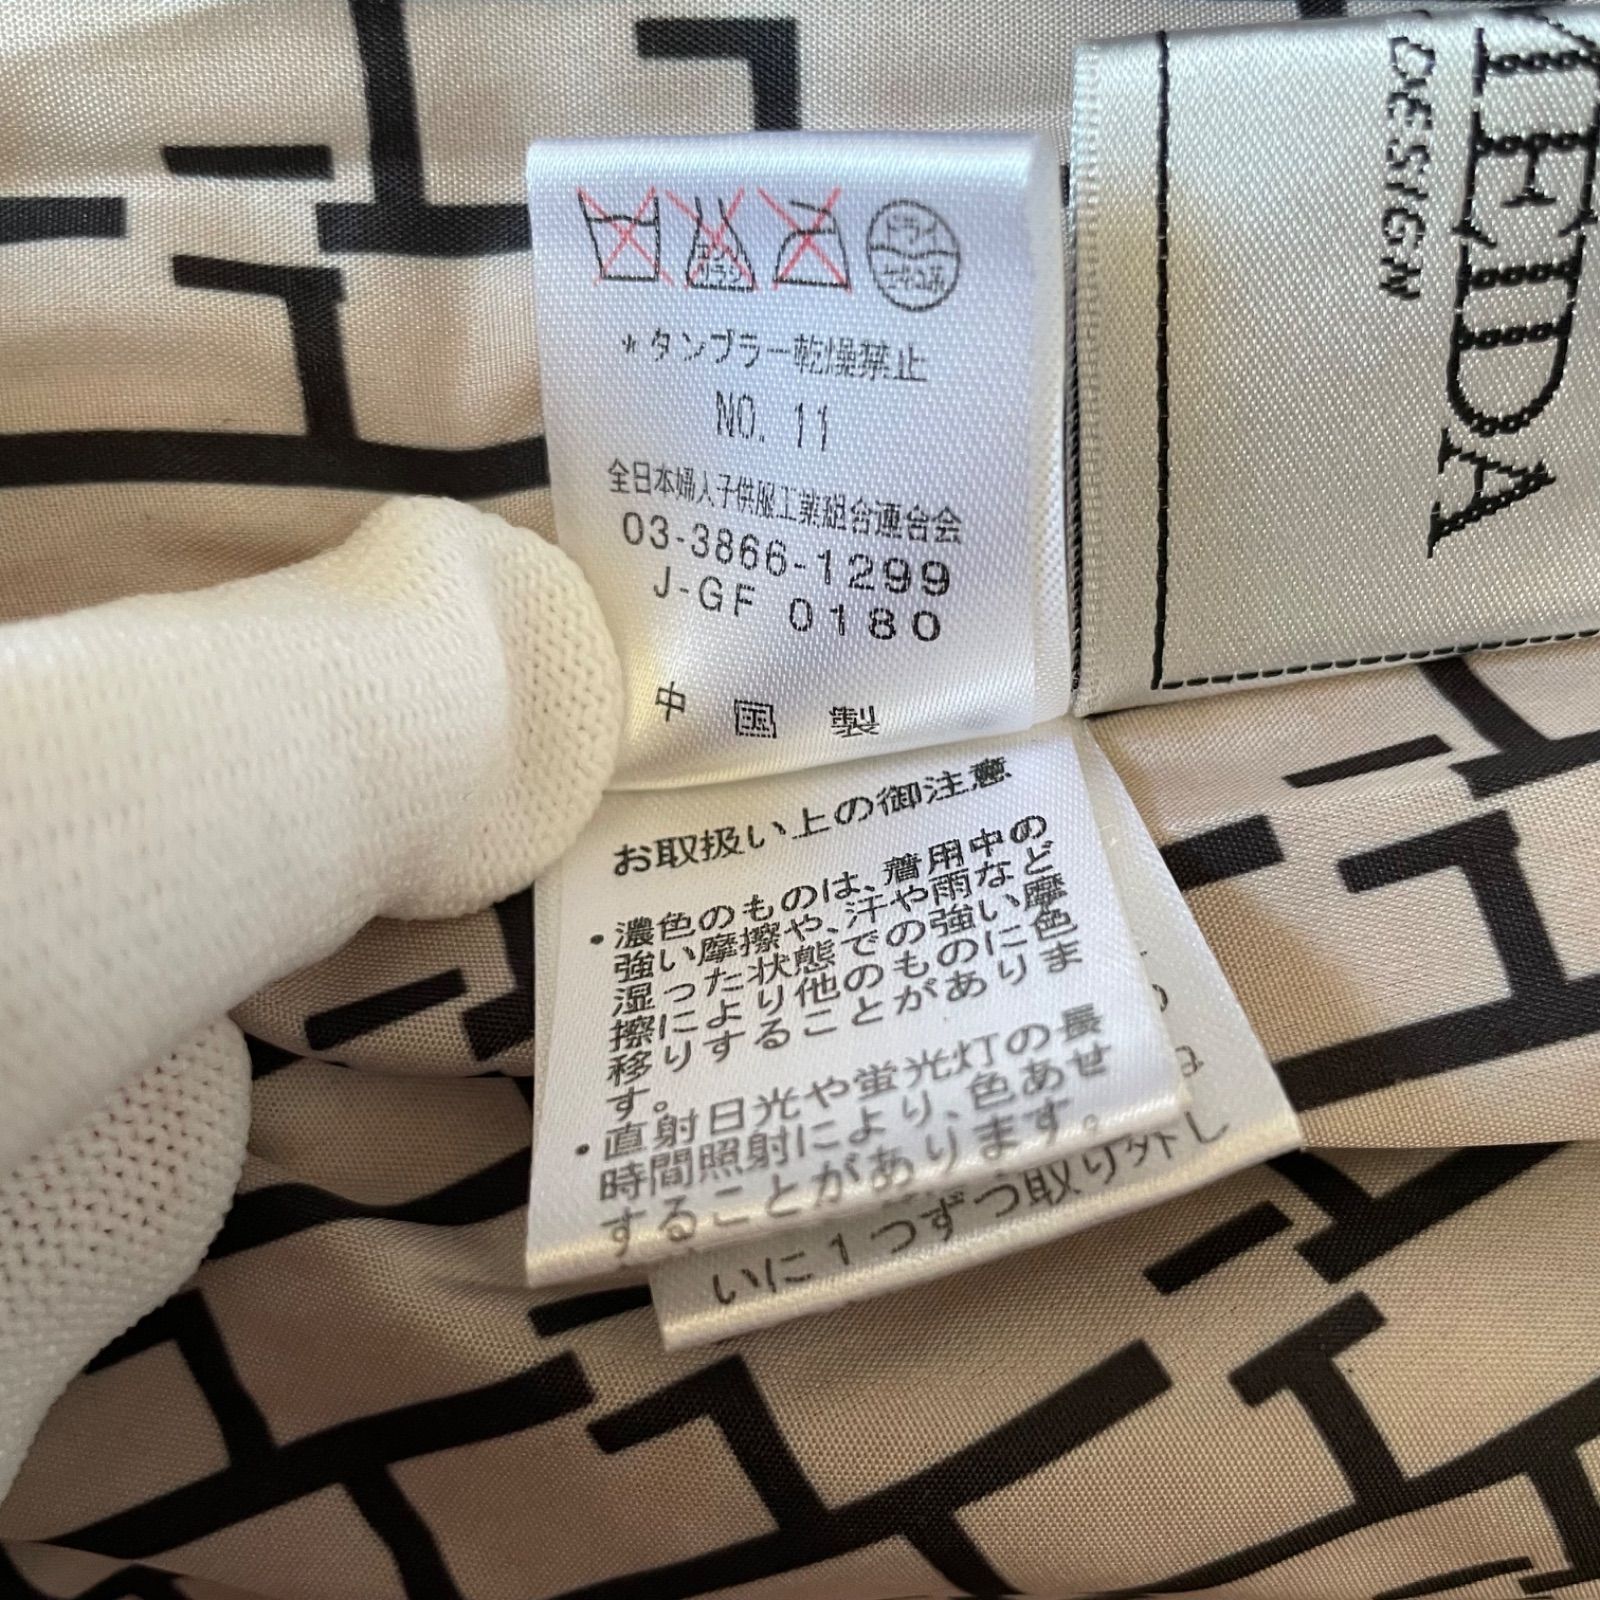 ドライ
*タンブラー乾燥禁止
NO. 11
全日本婦人子供服工業組合連合会
03-3866-1299
J-GF 0180
中国製
お取扱い上の御注意
・濃色のものは、着用中の
強い摩擦や、汗や雨など
湿った状態での強い摩
擦により他のものに色
移りすることがありま
す。
・直射日光や蛍光灯の長
時間照射により、色あせ
することがあります。
いに1つずつ取り外し
DESIGN